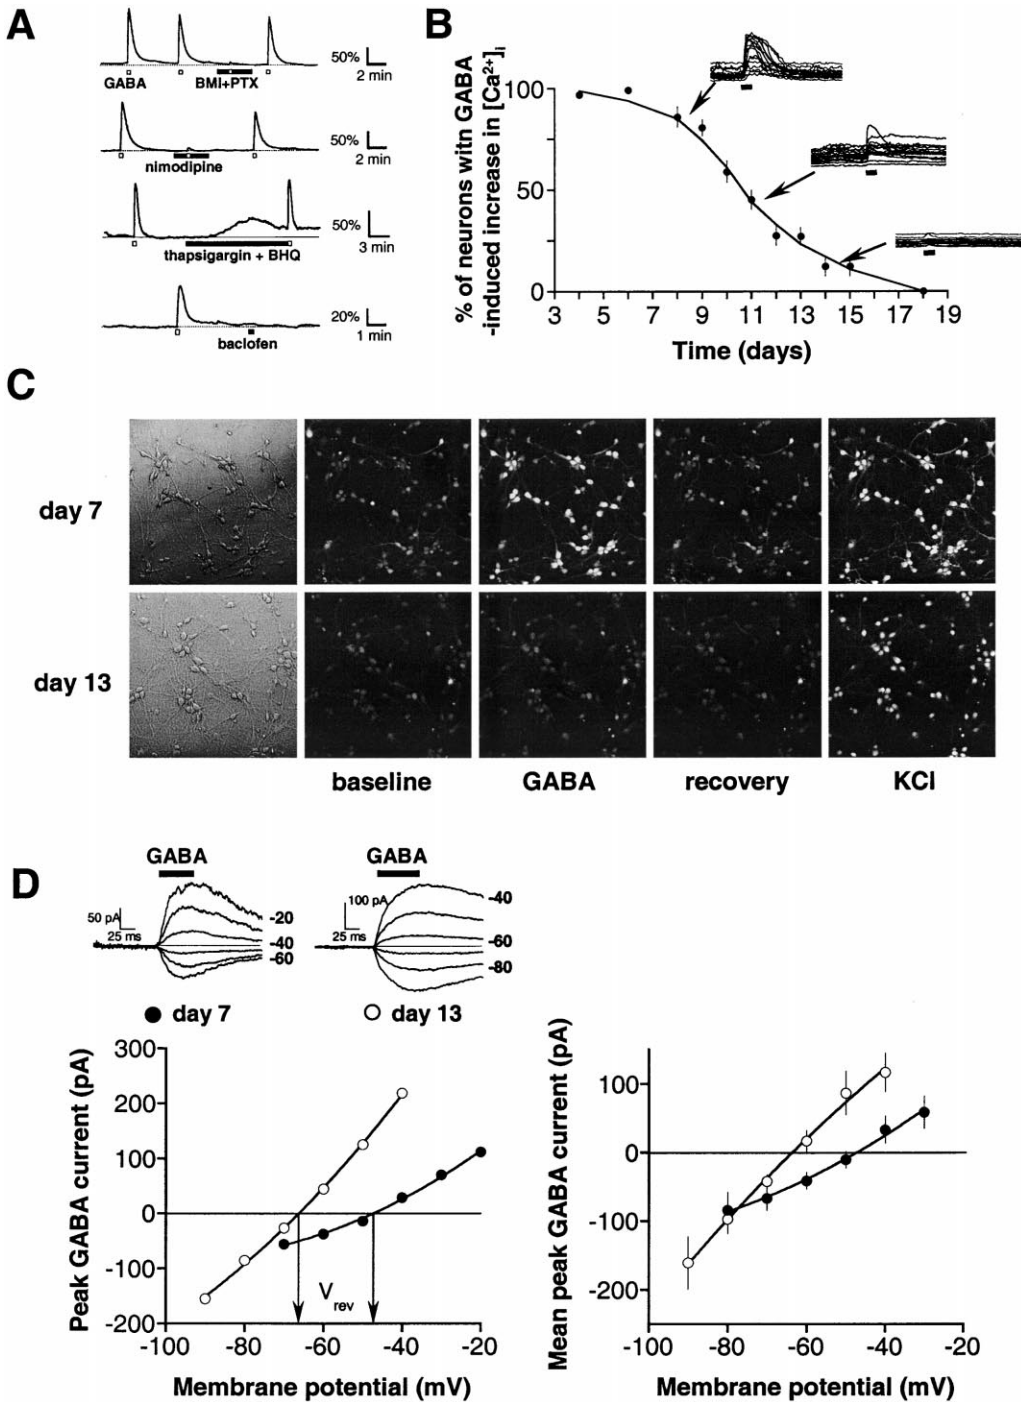 A
50%
2 min
GABA
BMI+PTX
50%
2 min
nimodipine
50%
3 min
thapsigargin + BHQ
20%
1 min
baclofen
B
% of neurons witn GABA
-induced increase in [Ca2+]i
100
50
0
3 5 7 9 11 13 15 17 19
Time (days)
C
day 7
day 13
baseline GABA recovery KCl
D
GABA
50 pA
25 ms
-20
-40
-60
GABA
100 pA
25 ms
-40
-60
-80
day 7
day 13
Peak GABA current (pA)
300
200
100
0
-100
-200
Vrev
-100 -80 -60 -40 -20
Membrane potential (mV)
Mean peak GABA current (pA)
100
0
-100
-200
-100 -80 -60 -40 -20
Membrane potential (mV)